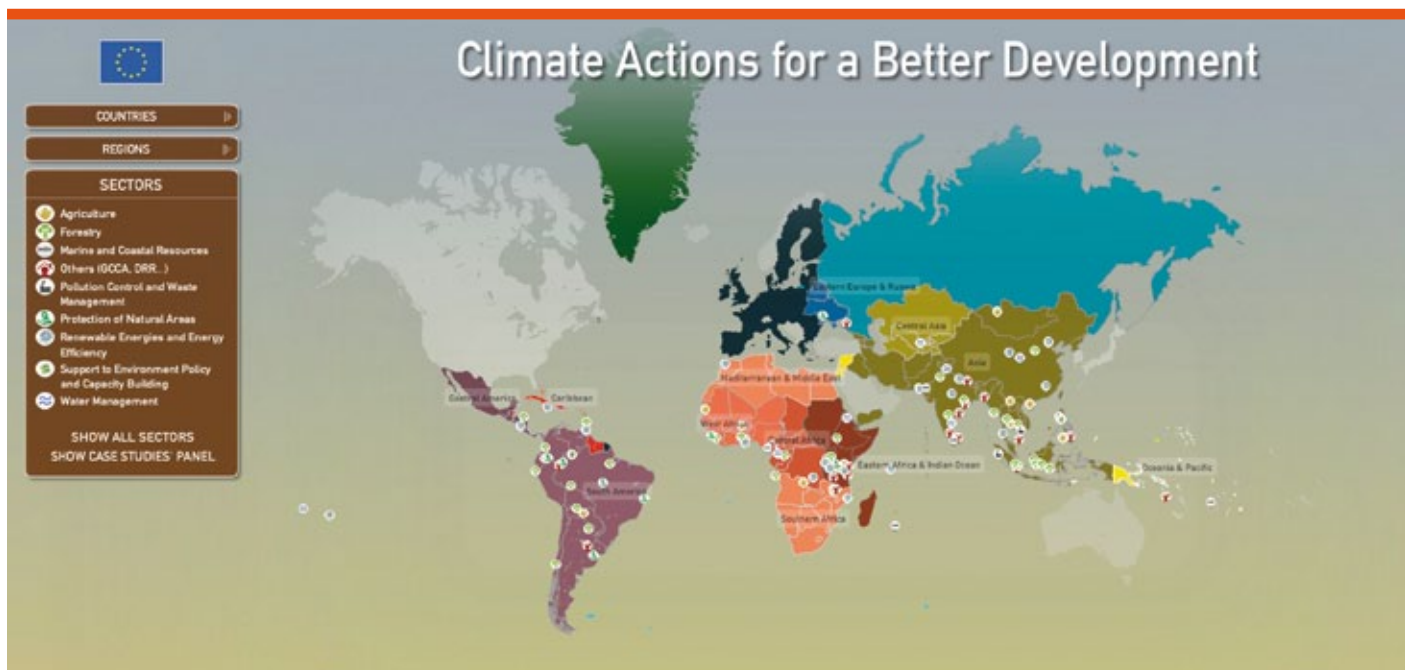 Climate Actions for a Better Development
COUNTRIES
REGIONS
SECTORS
Agriculture
Forestry
Marine and Coastal Resources
Others (GCCA, DRR...)
Pollution Control and Waste
Management
Protection of Natural Areas
Renewable Energies and Energy
Efficiency
Support to Environment Policy
and Capacity Building
Water Management
SHOW ALL SECTORS
SHOW CASE STUDIES' PANEL
Eastern Europe & Russia
Central Asia
Asia
Mediterranean & Middle East
Central America
Caribbean
West Africa
Central Africa
Eastern Africa & Indian Ocean
Oceania & Pacific
South America
Southern Africa